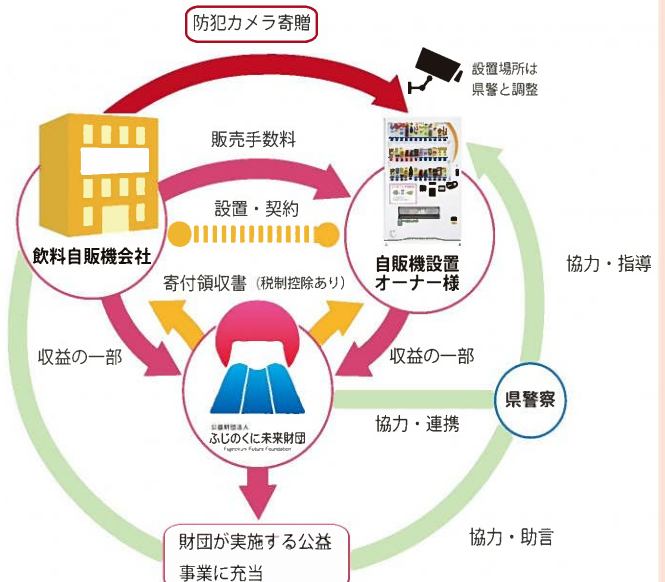 防犯カメラ寄贈
設置場所は
県警と調整
販売手数料
設置・契約
飲料自販機会社
自販機設置
オーナー様
寄付領収書（税制控除あり）
協力・指導
収益の一部
収益の一部
県警察
協力・連携
公益財団法人
ふじのくに未来財団
Fujinokuni Future Foundation
協力・助言
財団が実施する公益
事業に充当